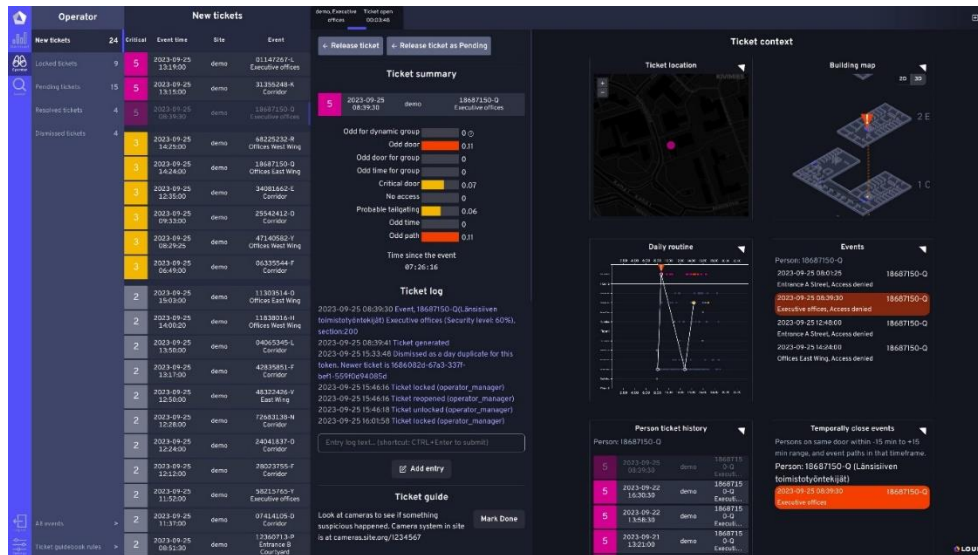 Operator
New tickets 24
Locked tickets 9
Pending tickets 15
Resolved tickets 4
Dismissed tickets 4
All events >
Ticket guidebook rules >
New tickets
Critical Event time Site Event
5 2023-09-25 13:19:00 demo 01147267-L Executive offices
5 2023-09-25 13:15:00 demo 31355248-K Corridor
5 2023-09-25 08:39:30 demo 18687150-Q Executive offices
3 2023-09-25 14:25:00 demo 68225232-R Offices West Wing
3 2023-09-25 14:24:00 demo 18687150-Q Offices East Wing
3 2023-09-25 12:35:00 demo 34081662-E Corridor
3 2023-09-25 09:33:00 demo 25542412-D Corridor
3 2023-09-25 08:29:25 demo 47140582-Y Offices West Wing
3 2023-09-25 06:49:00 demo 06335544-F Corridor
2 2023-09-25 15:03:00 demo 11303514-D Offices East Wing
2 2023-09-25 14:00:20 demo 11838016-H Offices West Wing
2 2023-09-25 13:50:00 demo 04065345-L Corridor
2 2023-09-25 13:17:00 demo 42835851-F Corridor
2 2023-09-25 12:50:00 demo 48322426-V East Wing
2 2023-09-25 12:28:00 demo 72683138-N Corridor
2 2023-09-25 12:24:00 demo 24041837-D Corridor
2 2023-09-25 12:12:00 demo 28023755-F Corridor
2 2023-09-25 11:52:00 demo 58215765-Y Executive offices
2 2023-09-25 11:37:00 demo 07414105-D Corridor
2 2023-09-25 08:51:30 demo 12360713-P Entrance B Courtyard
demo, Executive offices Ticket open 00:03:48
← Release ticket
← Release ticket as Pending
Ticket summary
5 2023-09-25 08:39:30 demo 18687150-Q Executive offices
Odd for dynamic group 0
Odd door 0.11
Odd door for group 0
Odd time for group 0
Critical door 0.07
No access 0
Probable tailgating 0.06
Odd time 0
Odd path 0.11
Time since the event
07:26:16
Ticket log
2023-09-25 08:39:30 Event, 18687150-Q(Länsisiiven
toimistotyöntekijät) Executive offices (Security level: 60%),
section:200
2023-09-25 08:39:41 Ticket generated
2023-09-25 15:33:48 Dismissed as a day duplicate for this
token. Newer ticket is 1686082d-67a3-337f-
bef1-559f0d94085d
2023-09-25 15:46:16 Ticket locked (operator_manager)
2023-09-25 15:46:16 Ticket reopened (operator_manager)
2023-09-25 15:46:18 Ticket unlocked (operator_manager)
2023-09-25 16:01:58 Ticket locked (operator_manager)
Entry log text... (shortcut: CTRL+Enter to submit)
Add entry
Ticket guide
Look at cameras to see if something
suspicious happened. Camera system in site
is at cameras.site.org/1234567
Mark Done
Ticket context
Ticket location
+
-
Building map
2D 3D
2 E
1 C
Daily routine
Events
Person: 18687150-Q
2023-09-25 08:01:25 18687150-Q
Entrance A Street, Access denied
2023-09-25 08:39:30 18687150-Q
Executive offices, Access denied
2023-09-25 12:48:00 18687150-Q
Entrance A Street, Access denied
2023-09-25 14:24:00 18687150-Q
Offices East Wing, Access denied
Person ticket history
Person: 18687150-Q
5 2023-09-25 08:39:30 demo 1868715 0-Q Executi...
5 2023-09-22 16:30:30 demo 1868715 0-Q Executi...
5 2023-09-22 13:58:30 demo 1868715 0-Q Executi...
5 2023-09-21 13:21:00 demo 1868715 0-Q
Temporally close events
Persons on same door within -15 min to +15
min range, and event paths in that timeframe.
Person: 18687150-Q (Länsisiiven
toimistotyöntekijät)
2023-09-25 08:39:30 18687150-Q
Executive offices